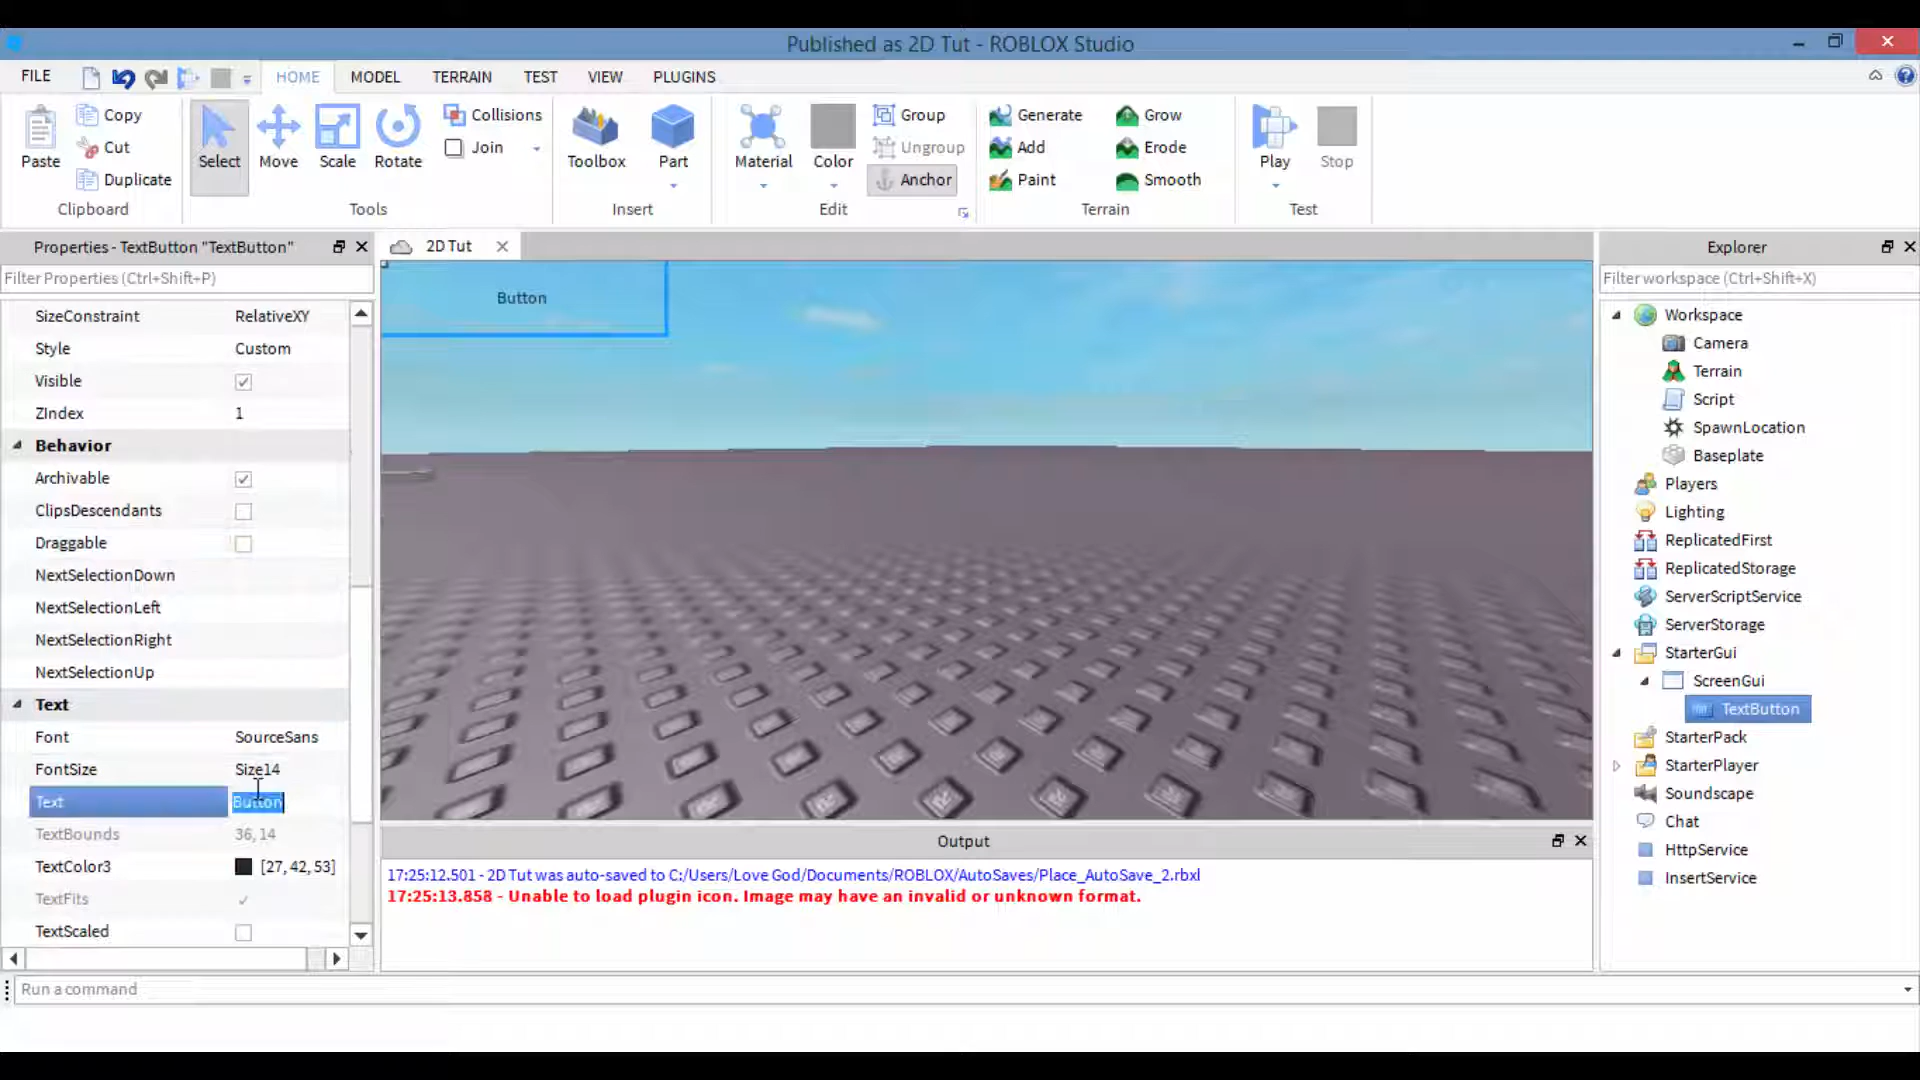 Published as 2D Tut - ROBLOX Studio
FILE
HOME
MODEL
TERRAIN
TEST
VIEW
PLUGINS
Paste
Copy
Cut
Duplicate
Clipboard
Select
Move
Scale
Rotate
Collisions
Join
Tools
Toolbox
Part
Insert
Material
Color
Group
Ungroup
Anchor
Edit
Generate
Add
Paint
Grow
Erode
Smooth
Terrain
Play
Stop
Test
Properties - TextButton "TextButton"
Filter Properties (Ctrl+Shift+P)
SizeConstraint RelativeXY
Style Custom
Visible
ZIndex 1
Behavior
Archivable
ClipsDescendants
Draggable
NextSelectionDown
NextSelectionLeft
NextSelectionRight
NextSelectionUp
Text
Font SourceSans
FontSize Size14
Text Button
TextBounds 36, 14
TextColor3 [27, 42, 53]
TextFits
TextScaled
2D Tut
Button
Output
17:25:12.501 - 2D Tut was auto-saved to C:/Users/Love God/Documents/ROBLOX/AutoSaves/Place_AutoSave_2.rbxl
17:25:13.858 - Unable to load plugin icon. Image may have an invalid or unknown format.
Explorer
Filter workspace (Ctrl+Shift+X)
Workspace
Camera
Terrain
Script
SpawnLocation
Baseplate
Players
Lighting
ReplicatedFirst
ReplicatedStorage
ServerScriptService
ServerStorage
StarterGui
ScreenGui
TextButton
StarterPack
StarterPlayer
Soundscape
Chat
HttpService
InsertService
Run a command